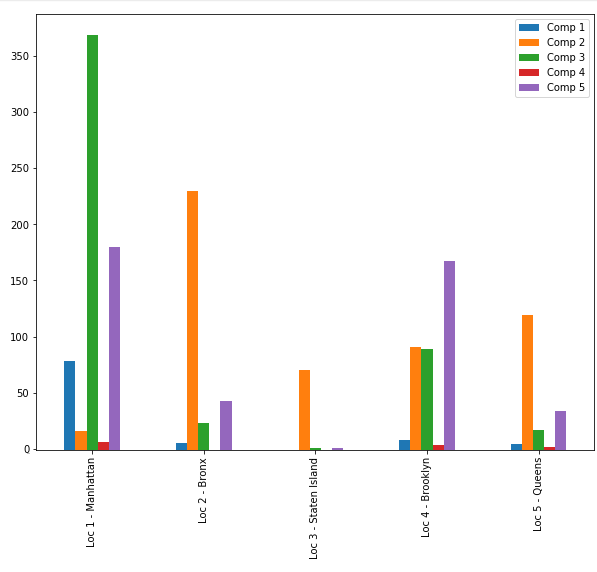 Comp 1
Comp 2
Comp 3
Comp 4
Comp 5
350
300
250
200
150
100
50
0
Loc 1 - Manhattan
Loc 2 - Bronx
Loc 3 - Staten Island
Loc 4 - Brooklyn
Loc 5 - Queens